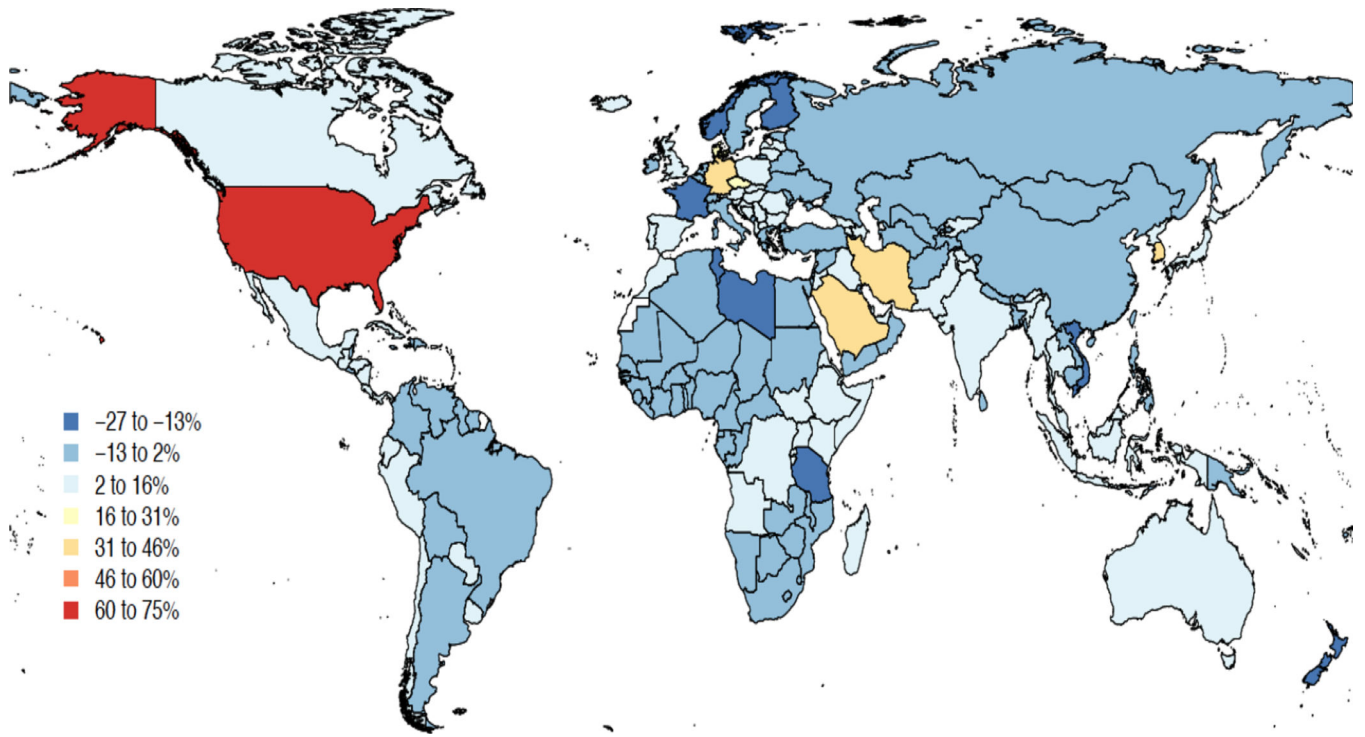 −27 to −13%
−13 to 2%
2 to 16%
16 to 31%
31 to 46%
46 to 60%
60 to 75%